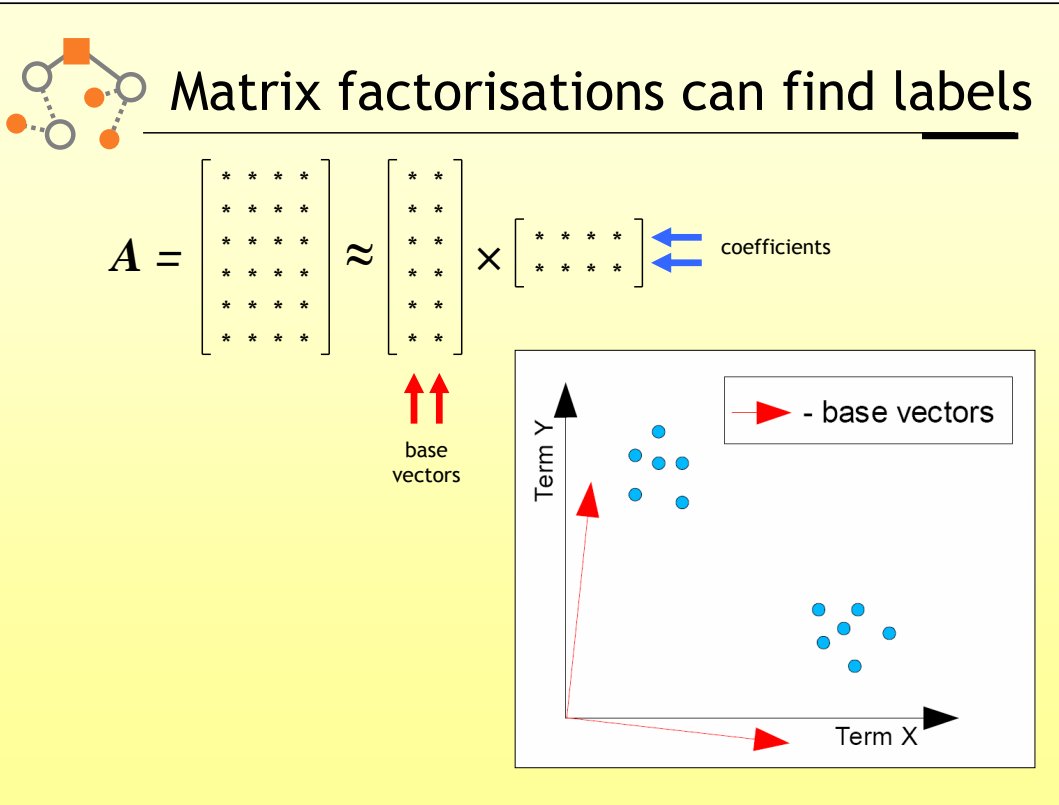 Matrix factorisations can find labels
* * * * * *
* * * * * *
A = * * * * ≈ * * × * * * * coefficients
* * * * * * * * * *
* * * * * *
* * * * * *
base
vectors
- base vectors
Term Y
Term X